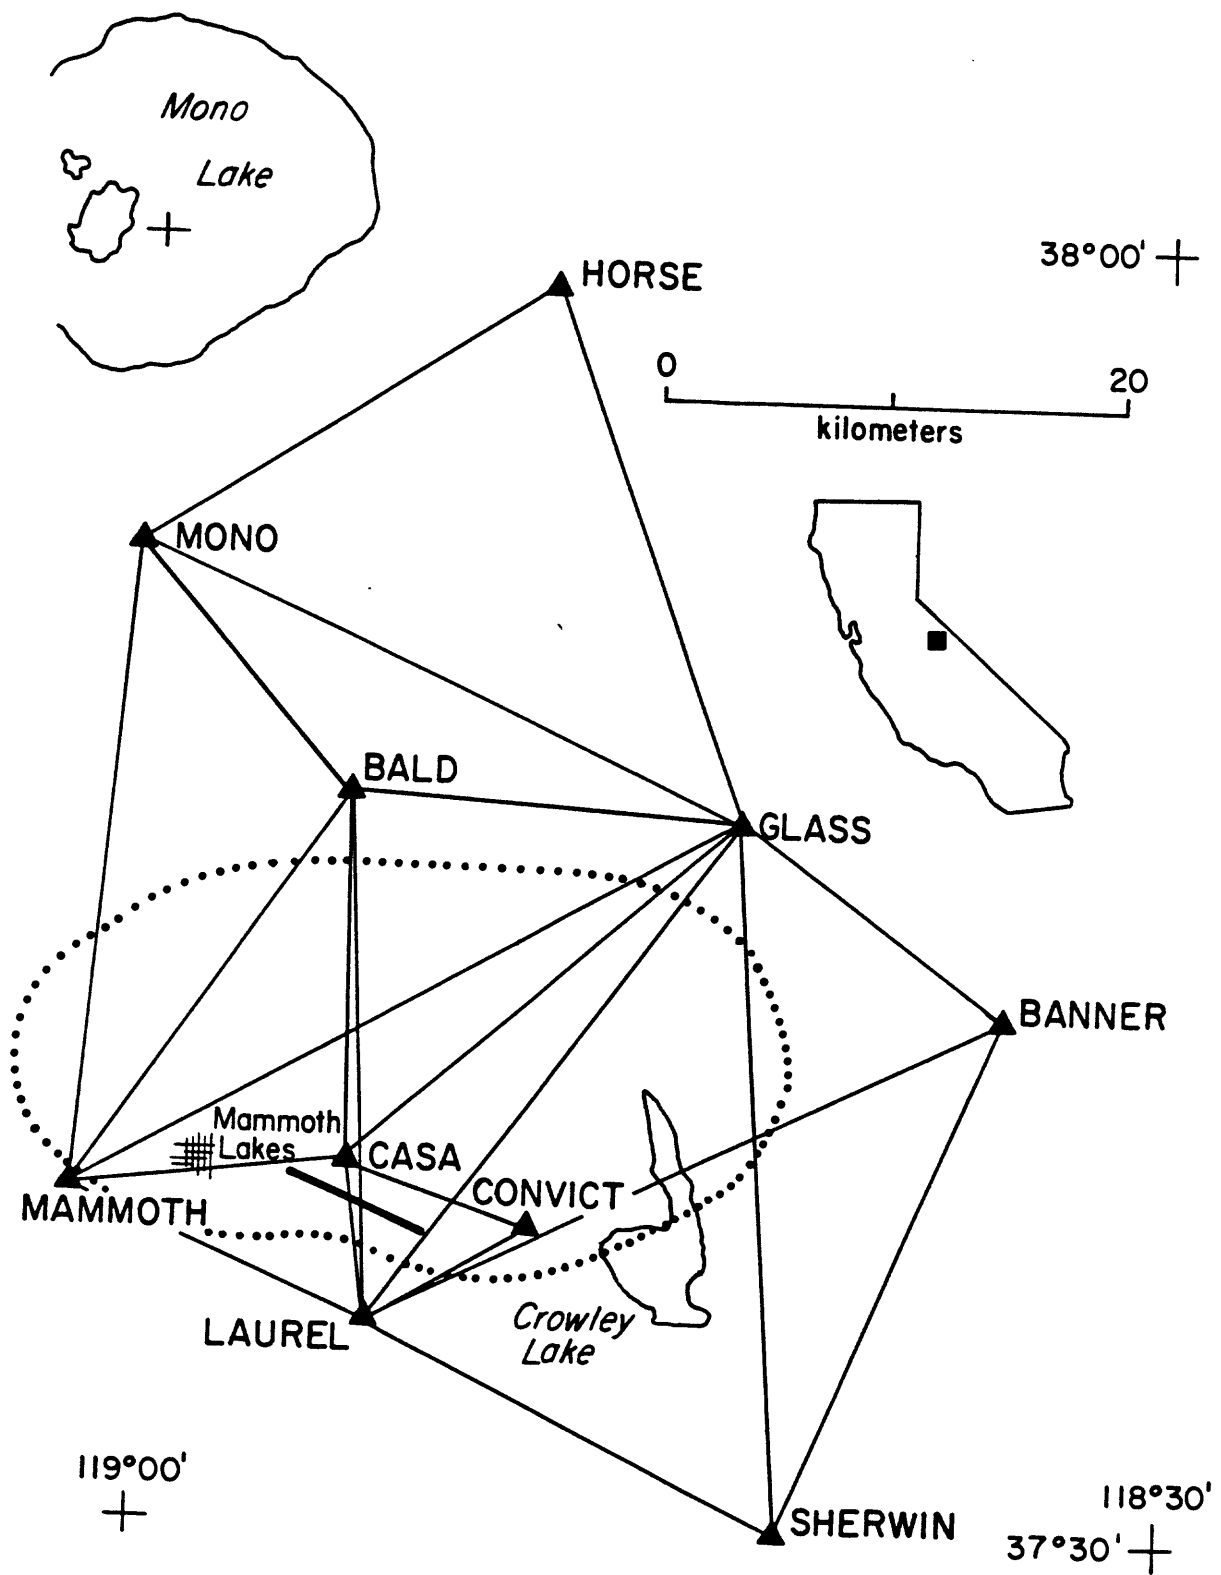 Mono
Lake
38°00'
HORSE
0
20
kilometers
MONO
BALD
GLASS
BANNER
Mammoth
Lakes
CASA
CONVICT
MAMMOTH
LAUREL
Crowley
Lake
119°00'
118°30'
SHERWIN
37°30'